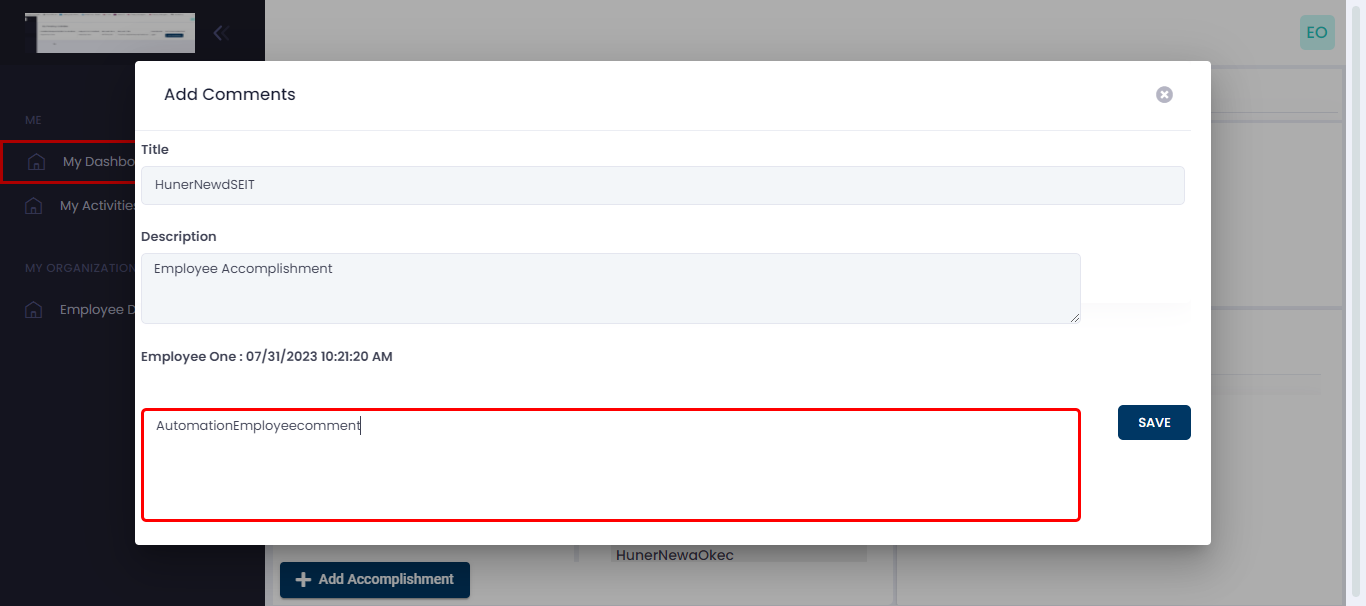 EO
Add Comments
ME
Title
My Dashbo
HunerNewdSEIT
My Activities
Description
MY ORGANIZATION
Employee Accomplishment
Employee D
Employee One : 07/31/2023 10:21:20 AM
AutomationEmployeecomment
SAVE
HunerNewgOkec
Add Accomplishment